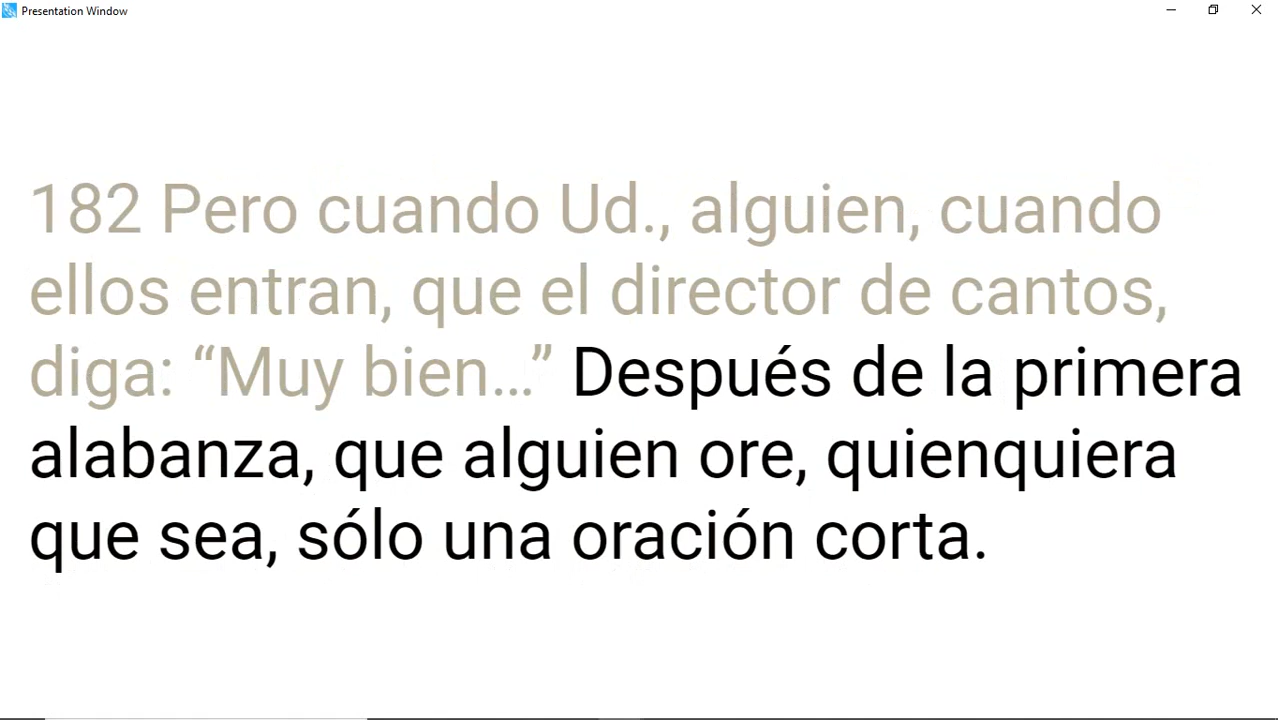 Presentation Window
182 Pero cuando Ud., alguien, cuando
ellos entran, que el director de cantos,
diga: “Muy bien...” Después de la primera
alabanza, que alguien ore, quienquiera
que sea, sólo una oración corta.